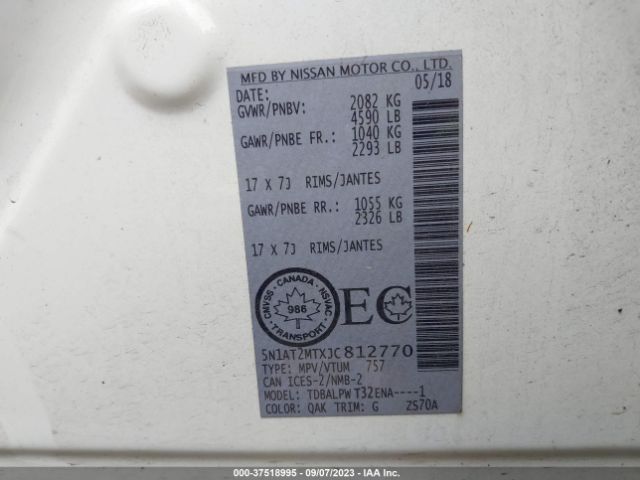 MFD BY NISSAN MOTOR CO., LTD.
DATE: 05/18
GVWR/PNBV: 2082 KG
4590 LB
GAWR/PNBE FR.: 1040 KG
2293 LB
17 X 7J RIMS/JANTES
GAWR/PNBE RR.: 1055 KG
2326 LB
17 X 7J RIMS/JANTES
CANADA
CMVSS NSVAC
986
TRANSPORT
EC
5N1AT2MTXJC812770
TYPE: MPV/VTUM 757
CAN ICES-2/NMB-2
MODEL: TDBALPW T32ENA----1
COLOR: QAK TRIM: G ZS70A
000-37518995 - 09/07/2023 - IAA Inc.